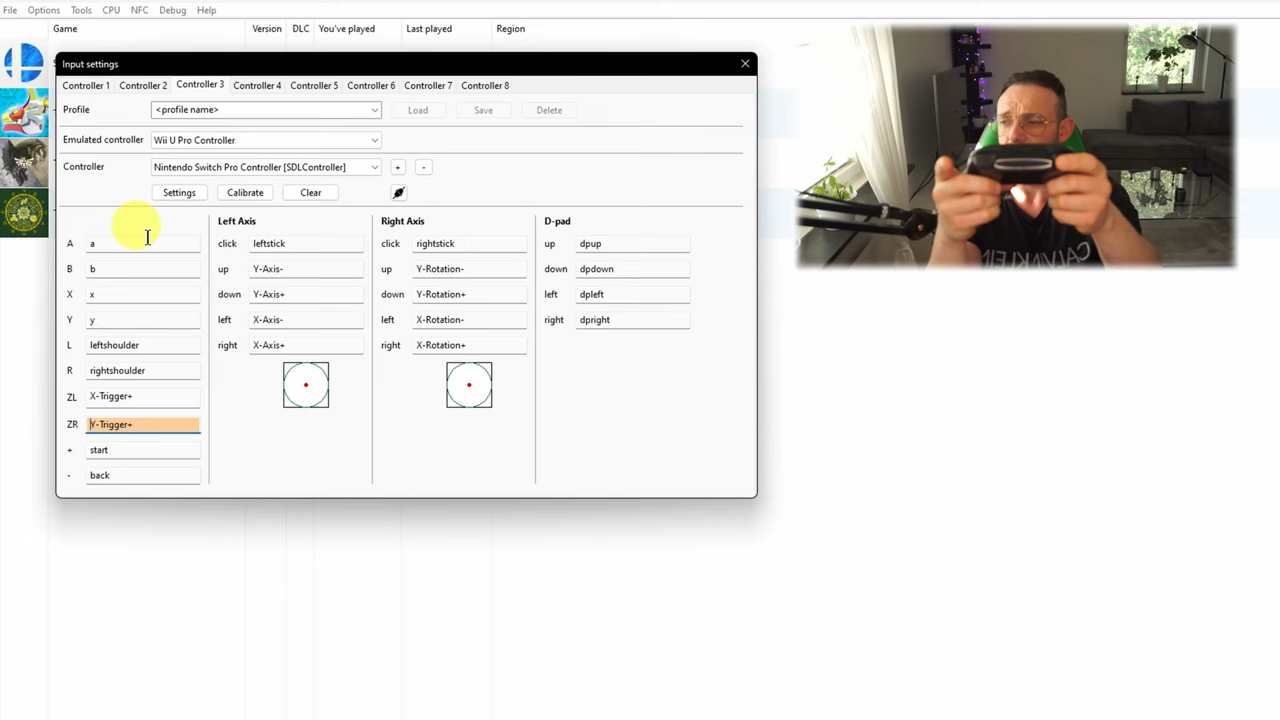 File Options Tools CPU NFC Debug Help
Game Version DLC You've played Last played Region
Input settings
Controller 1 Controller 2 Controller 3 Controller 4 Controller 5 Controller 6 Controller 7 Controller 8
Profile <profile name> Load Save Delete
Emulated controller Wii U Pro Controller
Controller Nintendo Switch Pro Controller [SDLController] + -
Settings Calibrate Clear
Left Axis Right Axis D-pad
A a click leftstick click rightstick up dpup
B b up Y-Axis- up Y-Rotation- down dpdown
X x down Y-Axis+ down Y-Rotation+ left dpleft
Y y left X-Axis- left X-Rotation- right dpright
L leftshoulder right X-Axis+ right X-Rotation+
R rightshoulder
ZL X-Trigger+
ZR Y-Trigger+
+ start
- back
CALVIN KLEIN